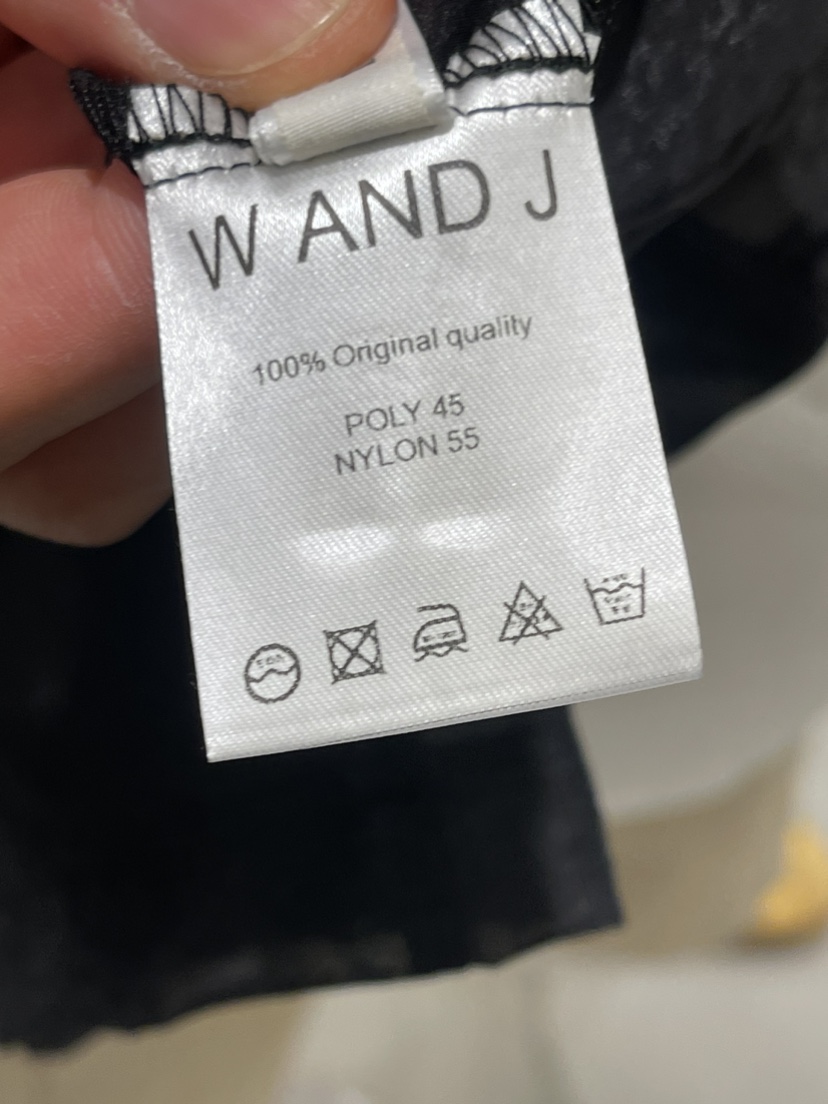 W AND J
100% Original quality
POLY 45
NYLON 55